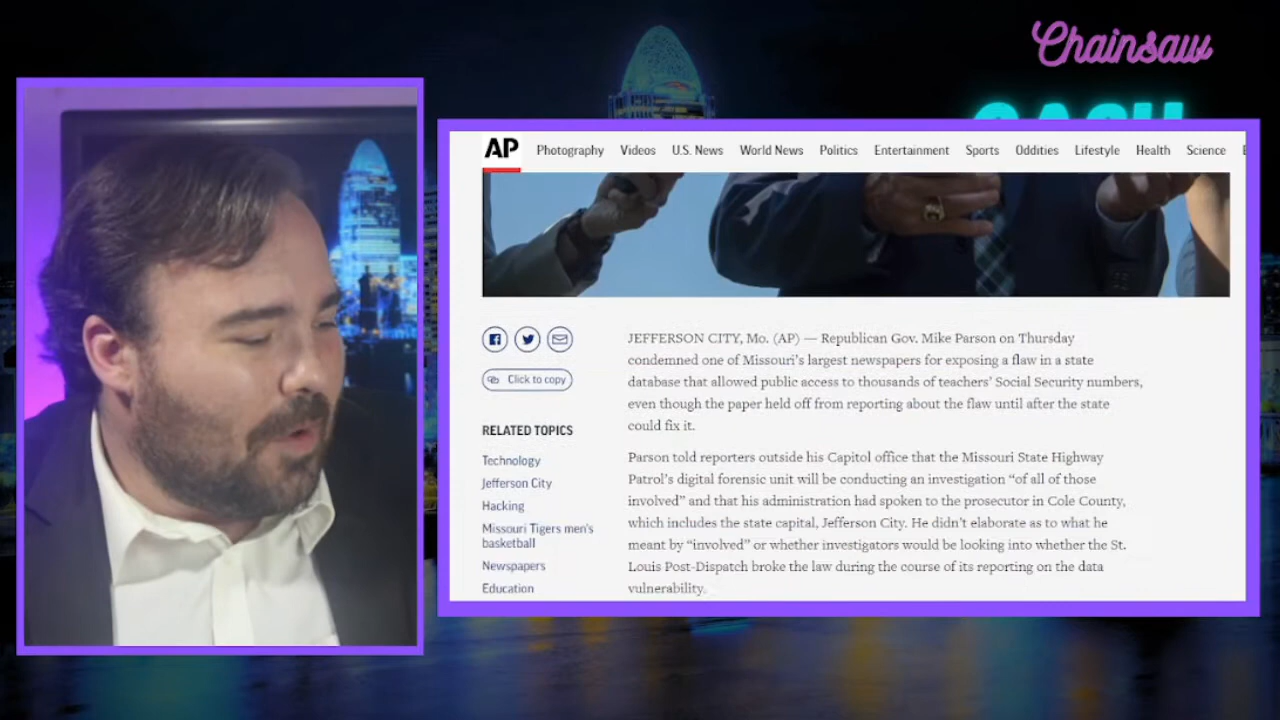 Chainsaw
CASH
AP
Photography Videos U.S. News World News Politics Entertainment Sports Oddities Lifestyle Health Science
Click to copy
RELATED TOPICS
Technology
Jefferson City
Hacking
Missouri Tigers men's
basketball
Newspapers
Education
JEFFERSON CITY, Mo. (AP) — Republican Gov. Mike Parson on Thursday
condemned one of Missouri’s largest newspapers for exposing a flaw in a state
database that allowed public access to thousands of teachers’ Social Security numbers,
even though the paper held off from reporting about the flaw until after the state
could fix it.
Parson told reporters outside his Capitol office that the Missouri State Highway
Patrol’s digital forensic unit will be conducting an investigation “of all of those
involved” and that his administration had spoken to the prosecutor in Cole County,
which includes the state capital, Jefferson City. He didn’t elaborate as to what he
meant by “involved” or whether investigators would be looking into whether the St.
Louis Post-Dispatch broke the law during the course of its reporting on the data
vulnerability.